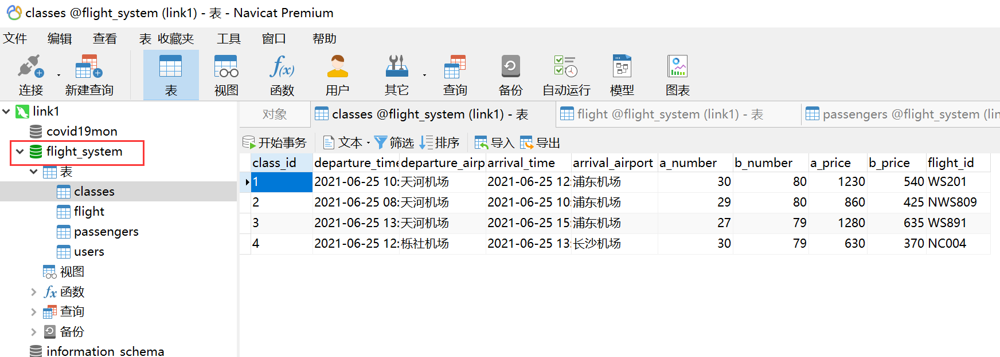 classes @flight_system (link1) - 表 - Navicat Premium
文件 编辑 查看 表 收藏夹 工具 窗口 帮助
连接 新建查询 表 视图 函数 用户 其它 查询 备份 自动运行 模型 图表
link1
covid19mon
flight_system
表
classes
flight
passengers
users
视图
函数
查询
备份
information_schema
对象 classes @flight_system (link1) - 表 flight @flight_system (link1) - 表 passengers @flight_system (lin
开始事务 文本 筛选 排序 导入 导出
class_id departure_time departure_airp arrival_time arrival_airport a_number b_number a_price b_price flight_id
1 2021-06-25 10: 天河机场 2021-06-25 12: 浦东机场 30 80 1230 540 WS201
2 2021-06-25 08: 天河机场 2021-06-25 10: 浦东机场 29 80 860 425 NWS809
3 2021-06-25 13: 天河机场 2021-06-25 15: 浦东机场 27 79 1280 635 WS891
4 2021-06-25 12: 栎社机场 2021-06-25 13: 长沙机场 30 79 630 370 NC004